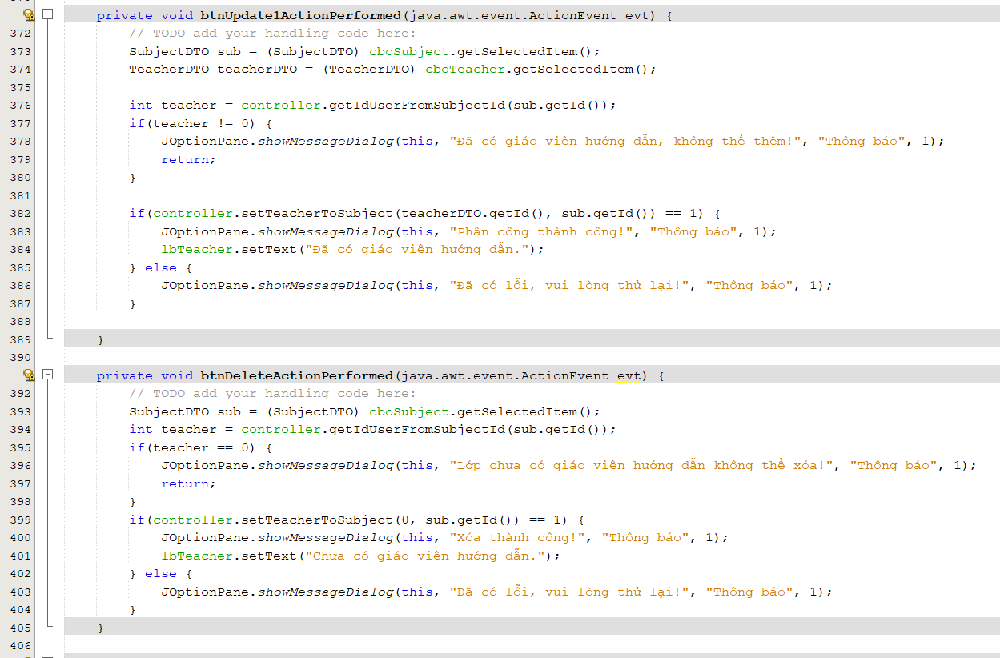 private void btnUpdate1ActionPerformed(java.awt.event.ActionEvent evt) {
372 // TODO add your handling code here:
373 SubjectDTO sub = (SubjectDTO) cboSubject.getSelectedItem();
374 TeacherDTO teacherDTO = (TeacherDTO) cboTeacher.getSelectedItem();
375
376 int teacher = controller.getIdUserFromSubjectId(sub.getId());
377 if(teacher != 0) {
378 JOptionPane.showMessageDialog(this, "Đã có giáo viên hướng dẫn, không thể thêm!", "Thông báo", 1);
379 return;
380 }
381
382 if(controller.setTeacherToSubject(teacherDTO.getId(), sub.getId()) == 1) {
383 JOptionPane.showMessageDialog(this, "Phân công thành công!", "Thông báo", 1);
384 lbTeacher.setText("Đã có giáo viên hướng dẫn.");
385 } else {
386 JOptionPane.showMessageDialog(this, "Đã có lỗi, vui lòng thử lại!", "Thông báo", 1);
387 }
388
389 }
390
private void btnDeleteActionPerformed(java.awt.event.ActionEvent evt) {
392 // TODO add your handling code here:
393 SubjectDTO sub = (SubjectDTO) cboSubject.getSelectedItem();
394 int teacher = controller.getIdUserFromSubjectId(sub.getId());
395 if(teacher == 0) {
396 JOptionPane.showMessageDialog(this, "Lớp chưa có giáo viên hướng dẫn không thể xóa!", "Thông báo", 1);
397 return;
398 }
399 if(controller.setTeacherToSubject(0, sub.getId()) == 1) {
400 JOptionPane.showMessageDialog(this, "Xóa thành công!", "Thông báo", 1);
401 lbTeacher.setText("Chưa có giáo viên hướng dẫn.");
402 } else {
403 JOptionPane.showMessageDialog(this, "Đã có lỗi, vui lòng thử lại!", "Thông báo", 1);
404 }
405 }
406